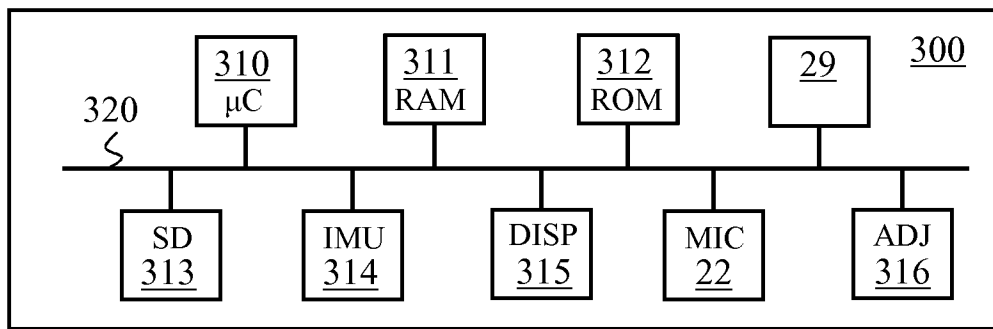 310
μC
311
RAM
312
ROM
29
300
320
SD
313
IMU
314
DISP
315
MIC
22
ADJ
316